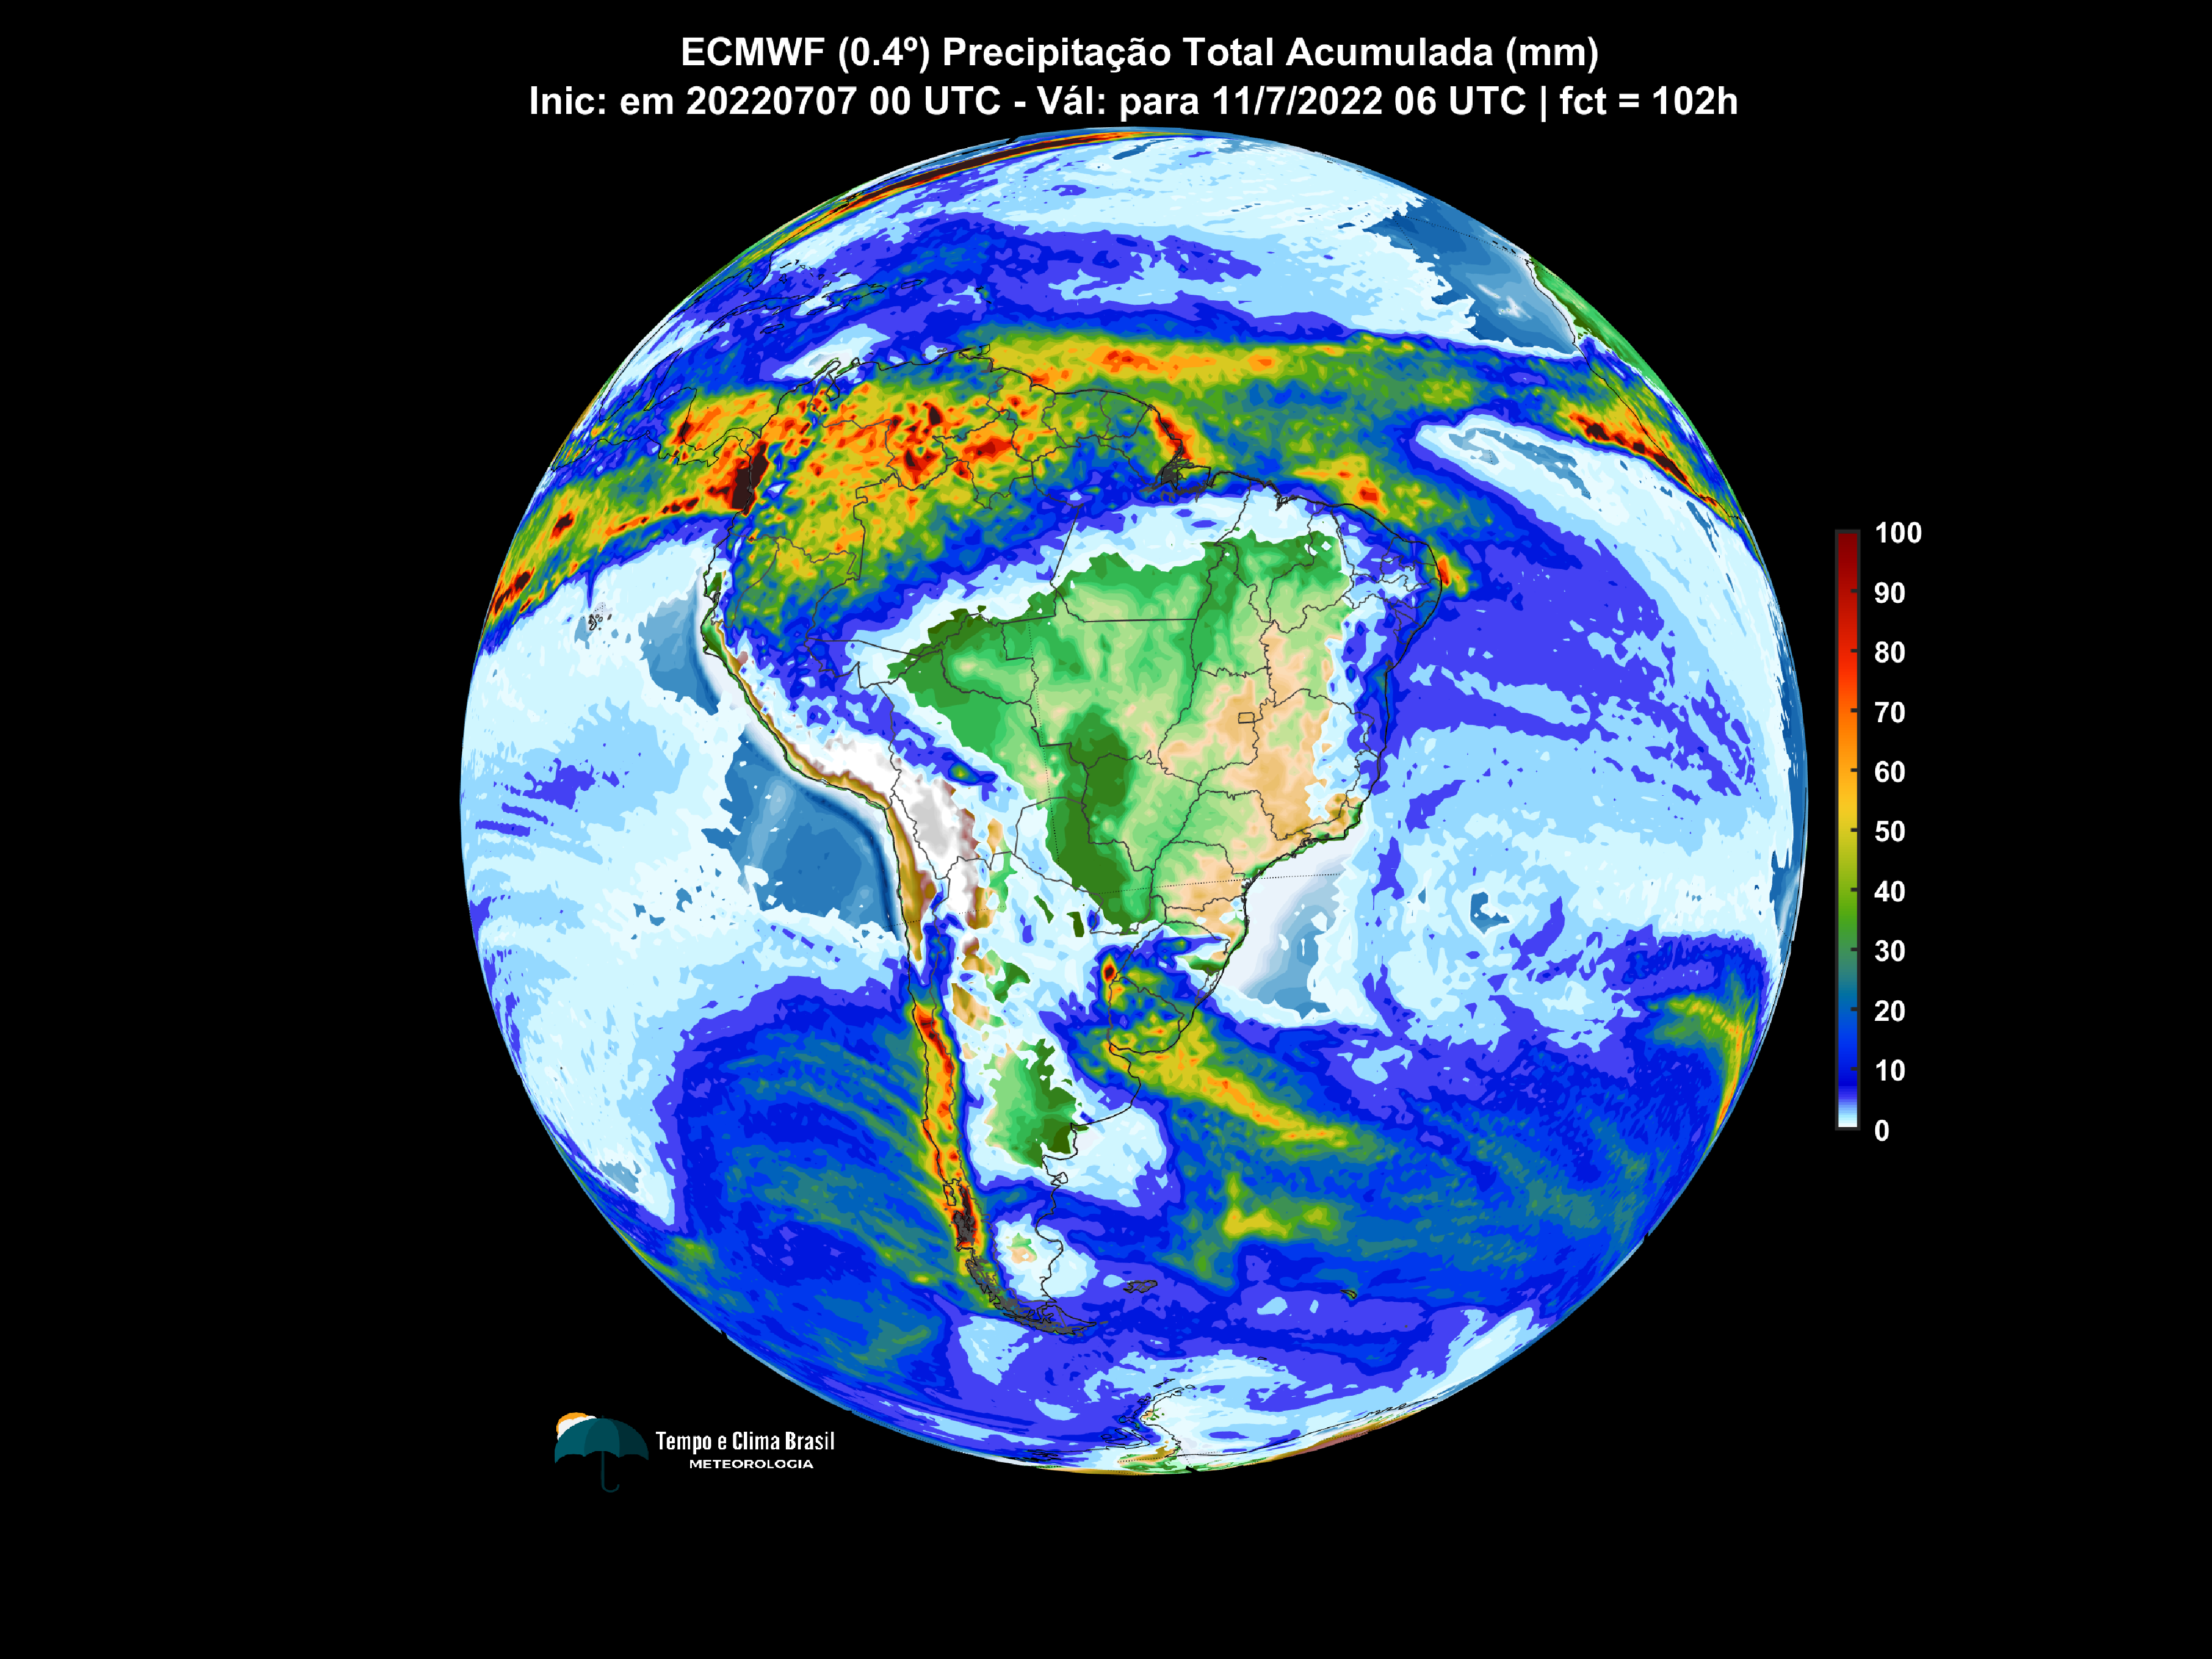 ECMWF (0.4º) Precipitação Total Acumulada (mm)
Inic: em 20220707 00 UTC - Vál: para 11/7/2022 06 UTC | fct = 102h
100
90
80
70
60
50
40
30
20
10
0
Tempo e Clima Brasil
METEOROLOGIA